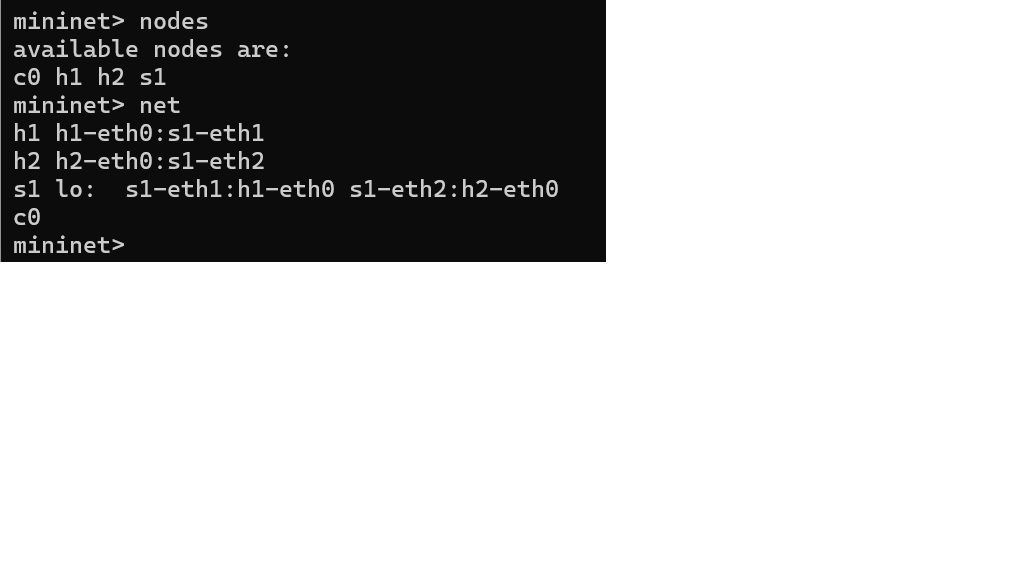 mininet> nodes
available nodes are:
c0 h1 h2 s1
mininet> net
h1 h1-eth0:s1-eth1
h2 h2-eth0:s1-eth2
s1 lo:  s1-eth1:h1-eth0 s1-eth2:h2-eth0
c0
mininet>